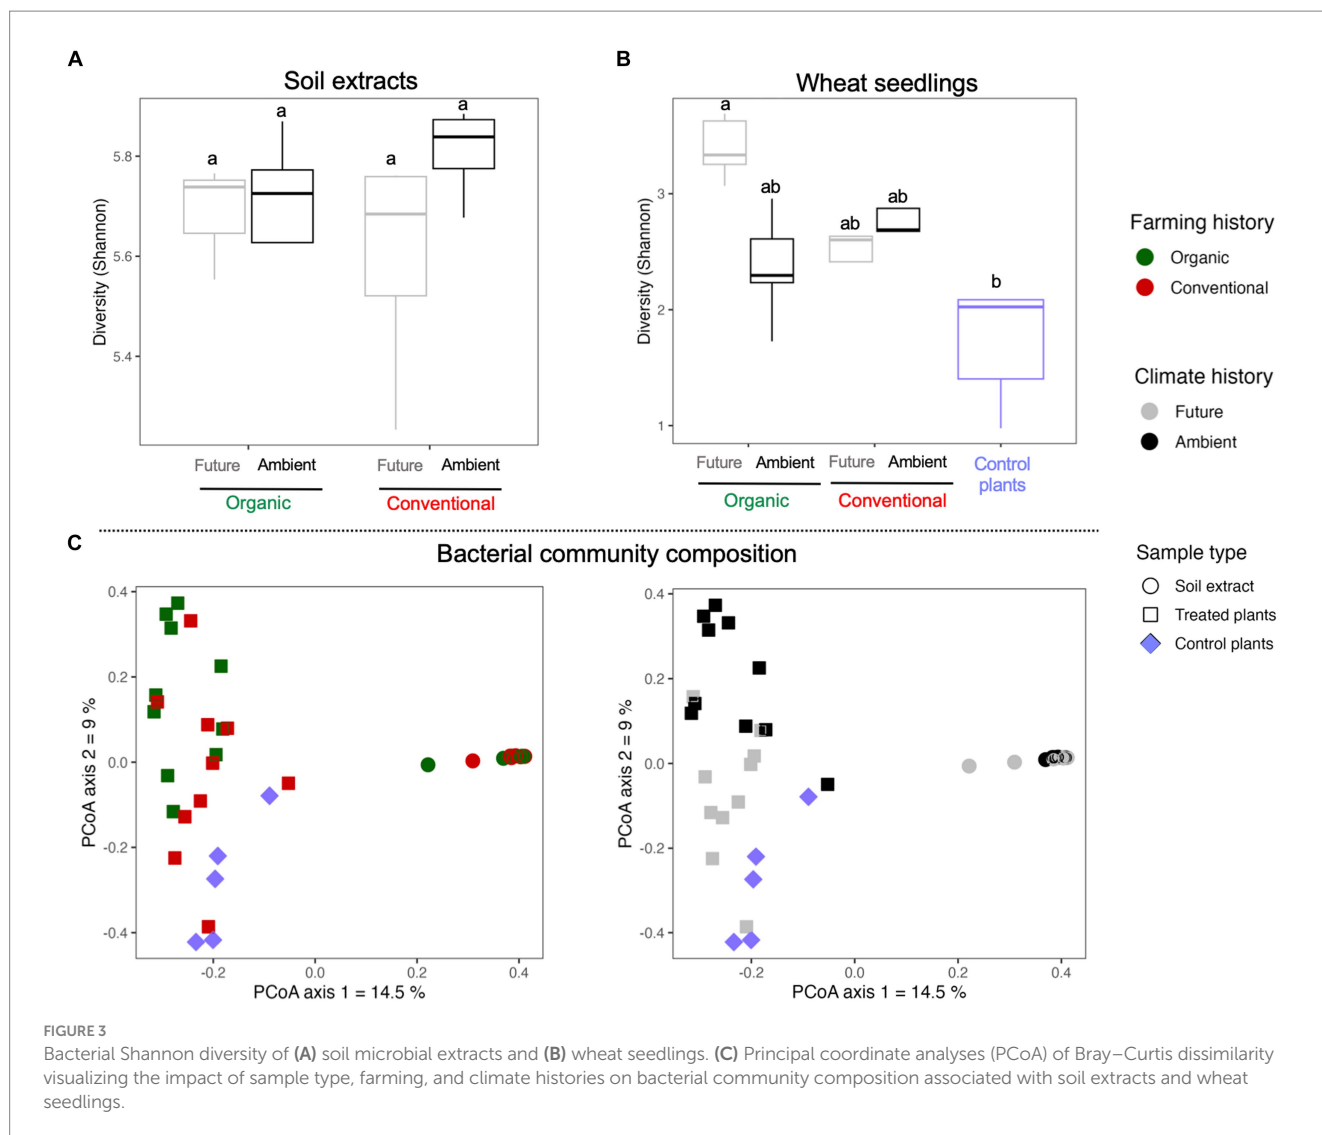 A
Soil extracts
a
a
a
a
5.8
5.6
5.4
Diversity (Shannon)
Future Ambient
Future Ambient
Organic
Conventional
B
Wheat seedlings
a
ab
ab
ab
b
3
2
1
Diversity (Shannon)
Future Ambient Future Ambient Control
plants
Organic
Conventional
Farming history
Organic
Conventional
Climate history
Future
Ambient
Sample type
Soil extract
Treated plants
Control plants
C
Bacterial community composition
0.4
0.2
0.0
-0.2
-0.4
PCoA axis 2 = 9 %
-0.2 0.0 0.2 0.4
PCoA axis 1 = 14.5 %
0.4
0.2
0.0
-0.2
-0.4
PCoA axis 2 = 9 %
-0.2 0.0 0.2 0.4
PCoA axis 1 = 14.5 %
FIGURE 3
Bacterial Shannon diversity of (A) soil microbial extracts and (B) wheat seedlings. (C) Principal coordinate analyses (PCoA) of Bray–Curtis dissimilarity
visualizing the impact of sample type, farming, and climate histories on bacterial community composition associated with soil extracts and wheat
seedlings.